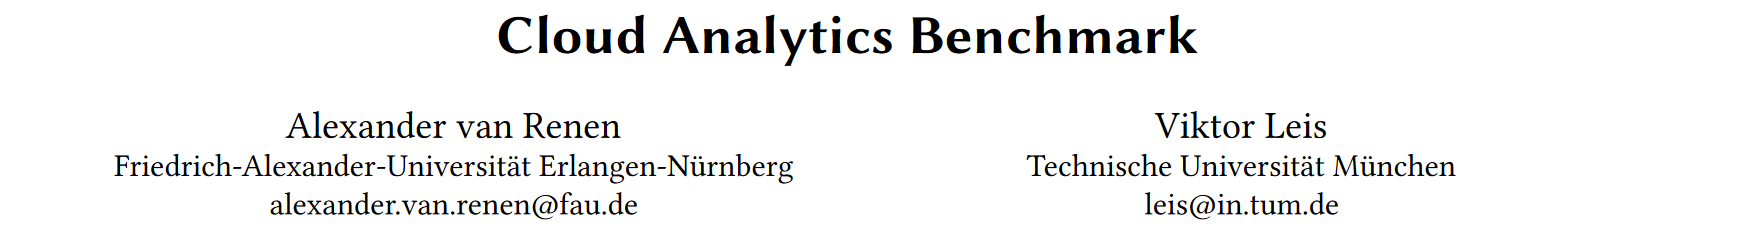 Cloud Analytics Benchmark
Alexander van Renen
Friedrich-Alexander-Universität Erlangen-Nürnberg
alexander.van.renen@fau.de
Viktor Leis
Technische Universität München
leis@in.tum.de